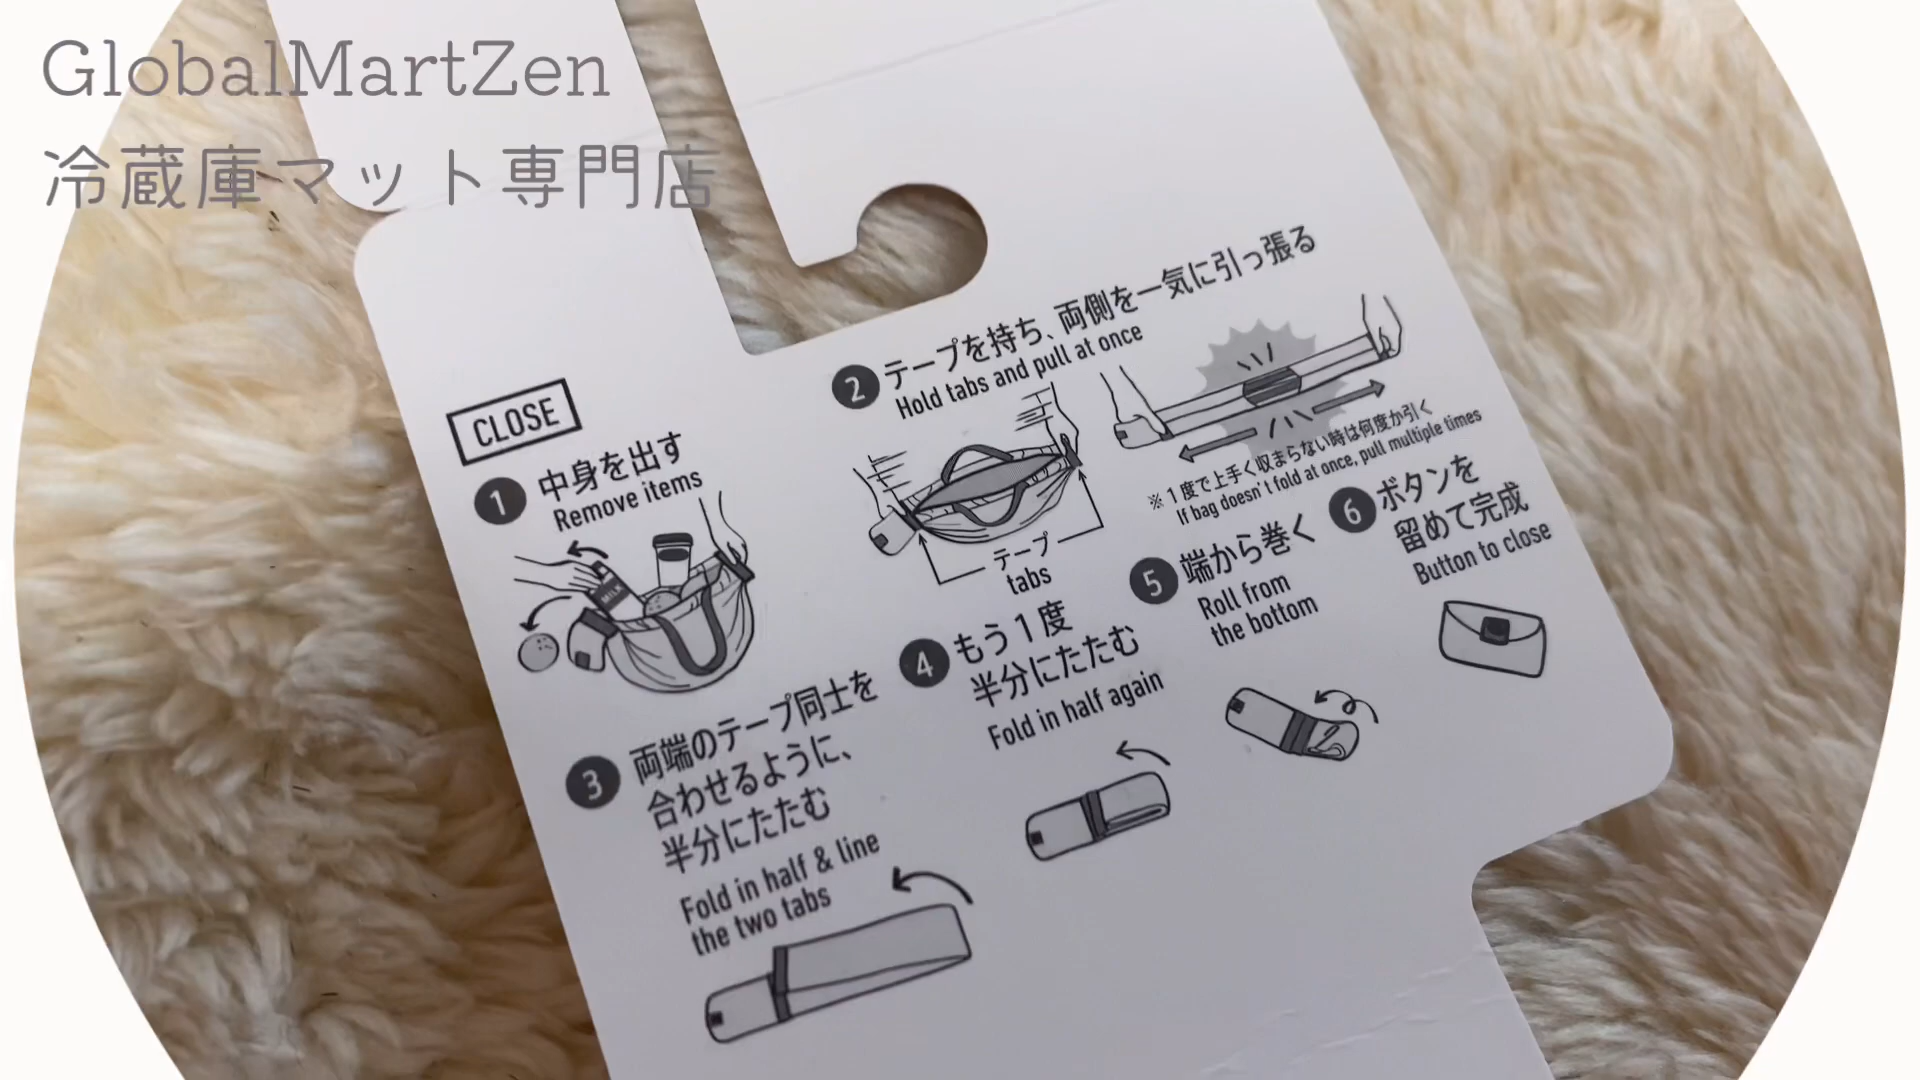 GlobalMartZen
冷蔵庫マット専門店
CLOSE
1 中身を出す
Remove items
MILK
2 テープを持ち、両側を一気に引っ張る
Hold tabs and pull at once
テープ
tabs
※1度で上手く収まらない時は何度か引く
If bag doesn't fold at once, pull multiple times
3 両端のテープ同士を
合わせるように、
半分にたたむ
Fold in half & line
the two tabs
4 もう1度
半分にたたむ
Fold in half again
5 端から巻く
Roll from
the bottom
6 ボタンを
留めて完成
Button to close